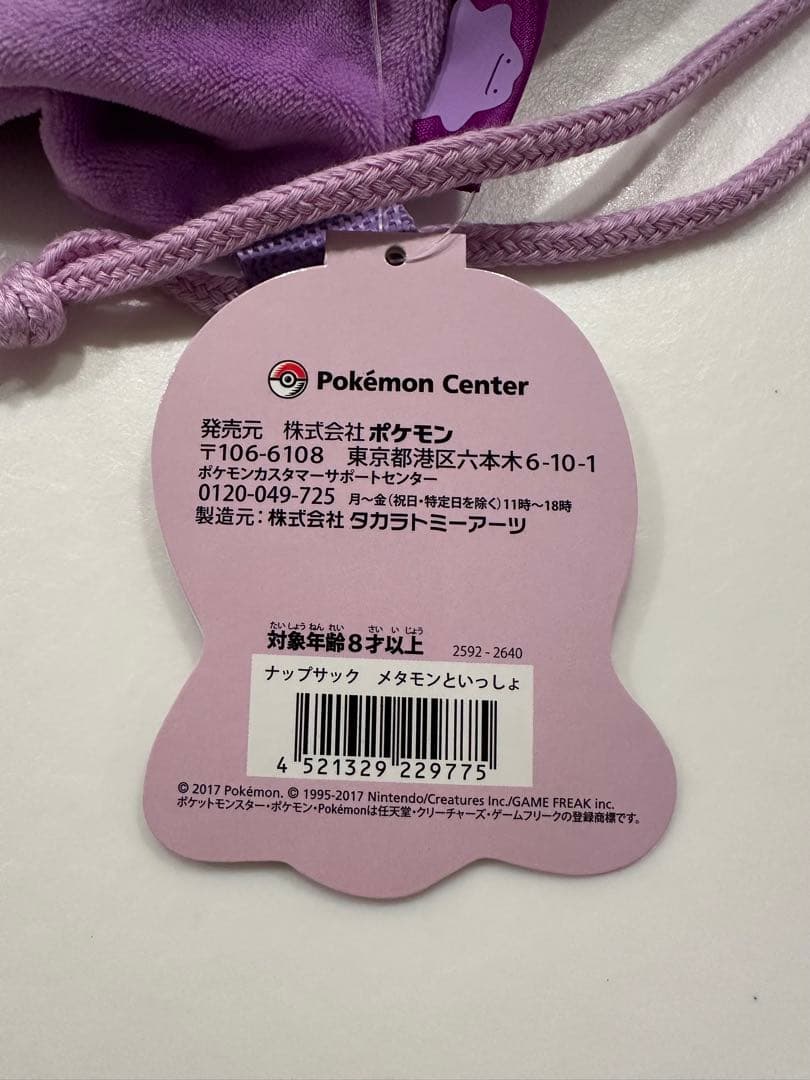 Pokémon Center
発売元 株式会社 ポケモン
〒106-6108 東京都港区六本木6-10-1
ポケモンカスタマーサポートセンター
0120-049-725 月～金(祝日・特定日を除く)11時～18時
製造元：株式会社 タカラトミーアーツ
たいしょうねんれい さい いじょう
対象年齢8才以上 2592-2640
ナップサック メタモンといっしょ
4 521329 229775
© 2017 Pokémon. © 1995-2017 Nintendo/Creatures Inc./GAME FREAK inc.
ポケットモンスター・ポケモン・Pokémonは任天堂・クリーチャーズ・ゲームフリークの登録商標です。